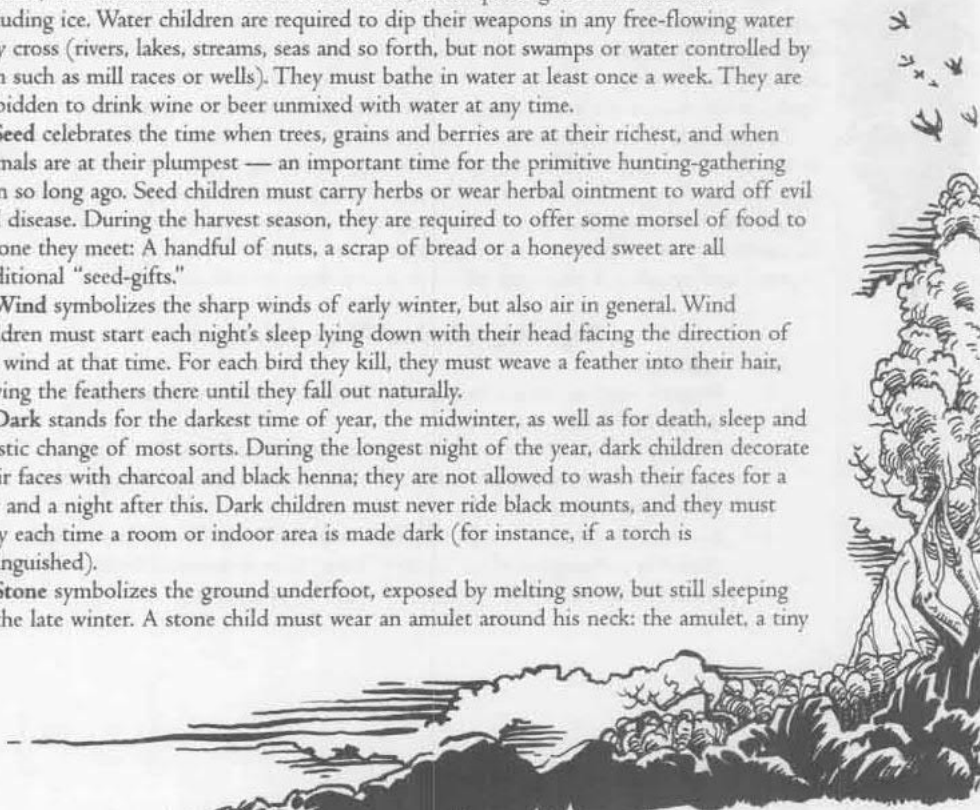 uding ice. Water children are required to dip their weapons in any free-flowing water
y cross (rivers, lakes, streams, seas and so forth, but not swamps or water controlled by
n such as mill races or wells). They must bathe in water at least once a week. They are
bidden to drink wine or beer unmixed with water at any time.
Seed celebrates the time when trees, grains and berries are at their richest, and when
mals are at their plumpest — an important time for the primitive hunting-gathering
n so long ago. Seed children must carry herbs or wear herbal ointment to ward off evil
disease. During the harvest season, they are required to offer some morsel of food to
one they meet: A handful of nuts, a scrap of bread or a honeyed sweet are all
ditional "seed-gifts."
Wind symbolizes the sharp winds of early winter, but also air in general. Wind
dren must start each night's sleep lying down with their head facing the direction of
wind at that time. For each bird they kill, they must weave a feather into their hair,
ving the feathers there until they fall out naturally.
Dark stands for the darkest time of year, the midwinter, as well as for death, sleep and
stic change of most sorts. During the longest night of the year, dark children decorate
ir faces with charcoal and black henna; they are not allowed to wash their faces for a
and a night after this. Dark children must never ride black mounts, and they must
y each time a room or indoor area is made dark (for instance, if a torch is
nguished).
Stone symbolizes the ground underfoot, exposed by melting snow, but still sleeping
he late winter. A stone child must wear an amulet around his neck: the amulet, a tiny